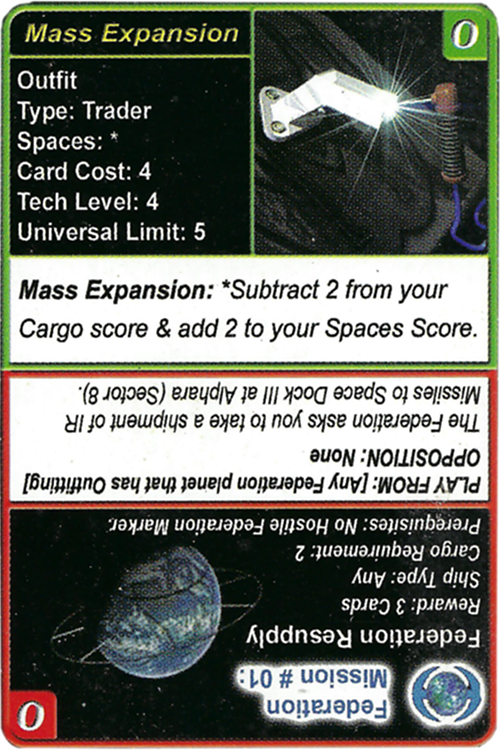 Mass Expansion
O
Outfit
Type: Trader
Spaces: *
Card Cost: 4
Tech Level: 4
Universal Limit: 5
Mass Expansion: *Subtract 2 from your
Cargo score & add 2 to your Spaces Score.
Federation
Mission # 01:
Federation Resupply
Reward: 3 Cards
Ship Type: Any
Cargo Requirement: 2
Prerequisites: No Hostile Federation Marker.
PLAY FROM: [Any Federation planet that has Outfitting]
OPPOSITION: None
The Federation asks you to take a shipment of IR
Missiles to Space Dock III at Alphara (Sector 8).
O